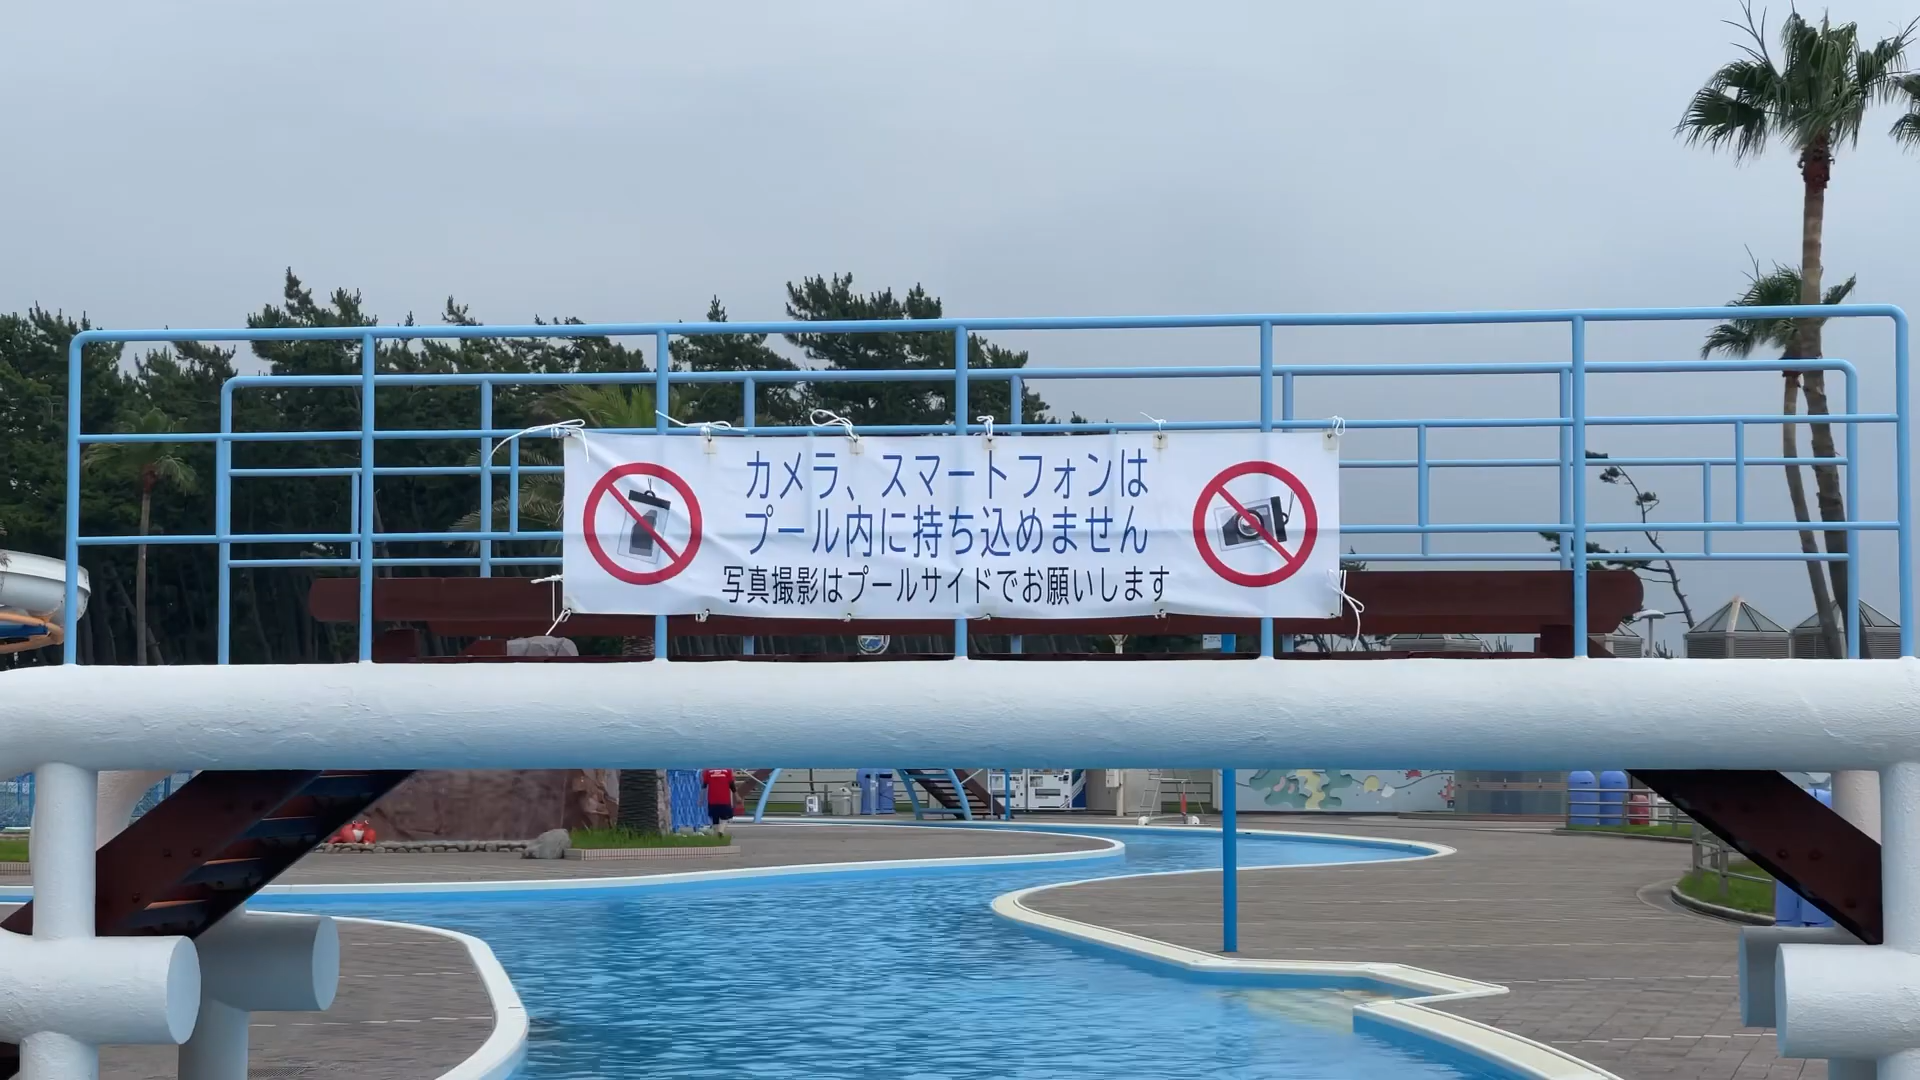 カメラ、スマートフォンは
プール内に持ち込めません
写真撮影はプールサイドでお願いします